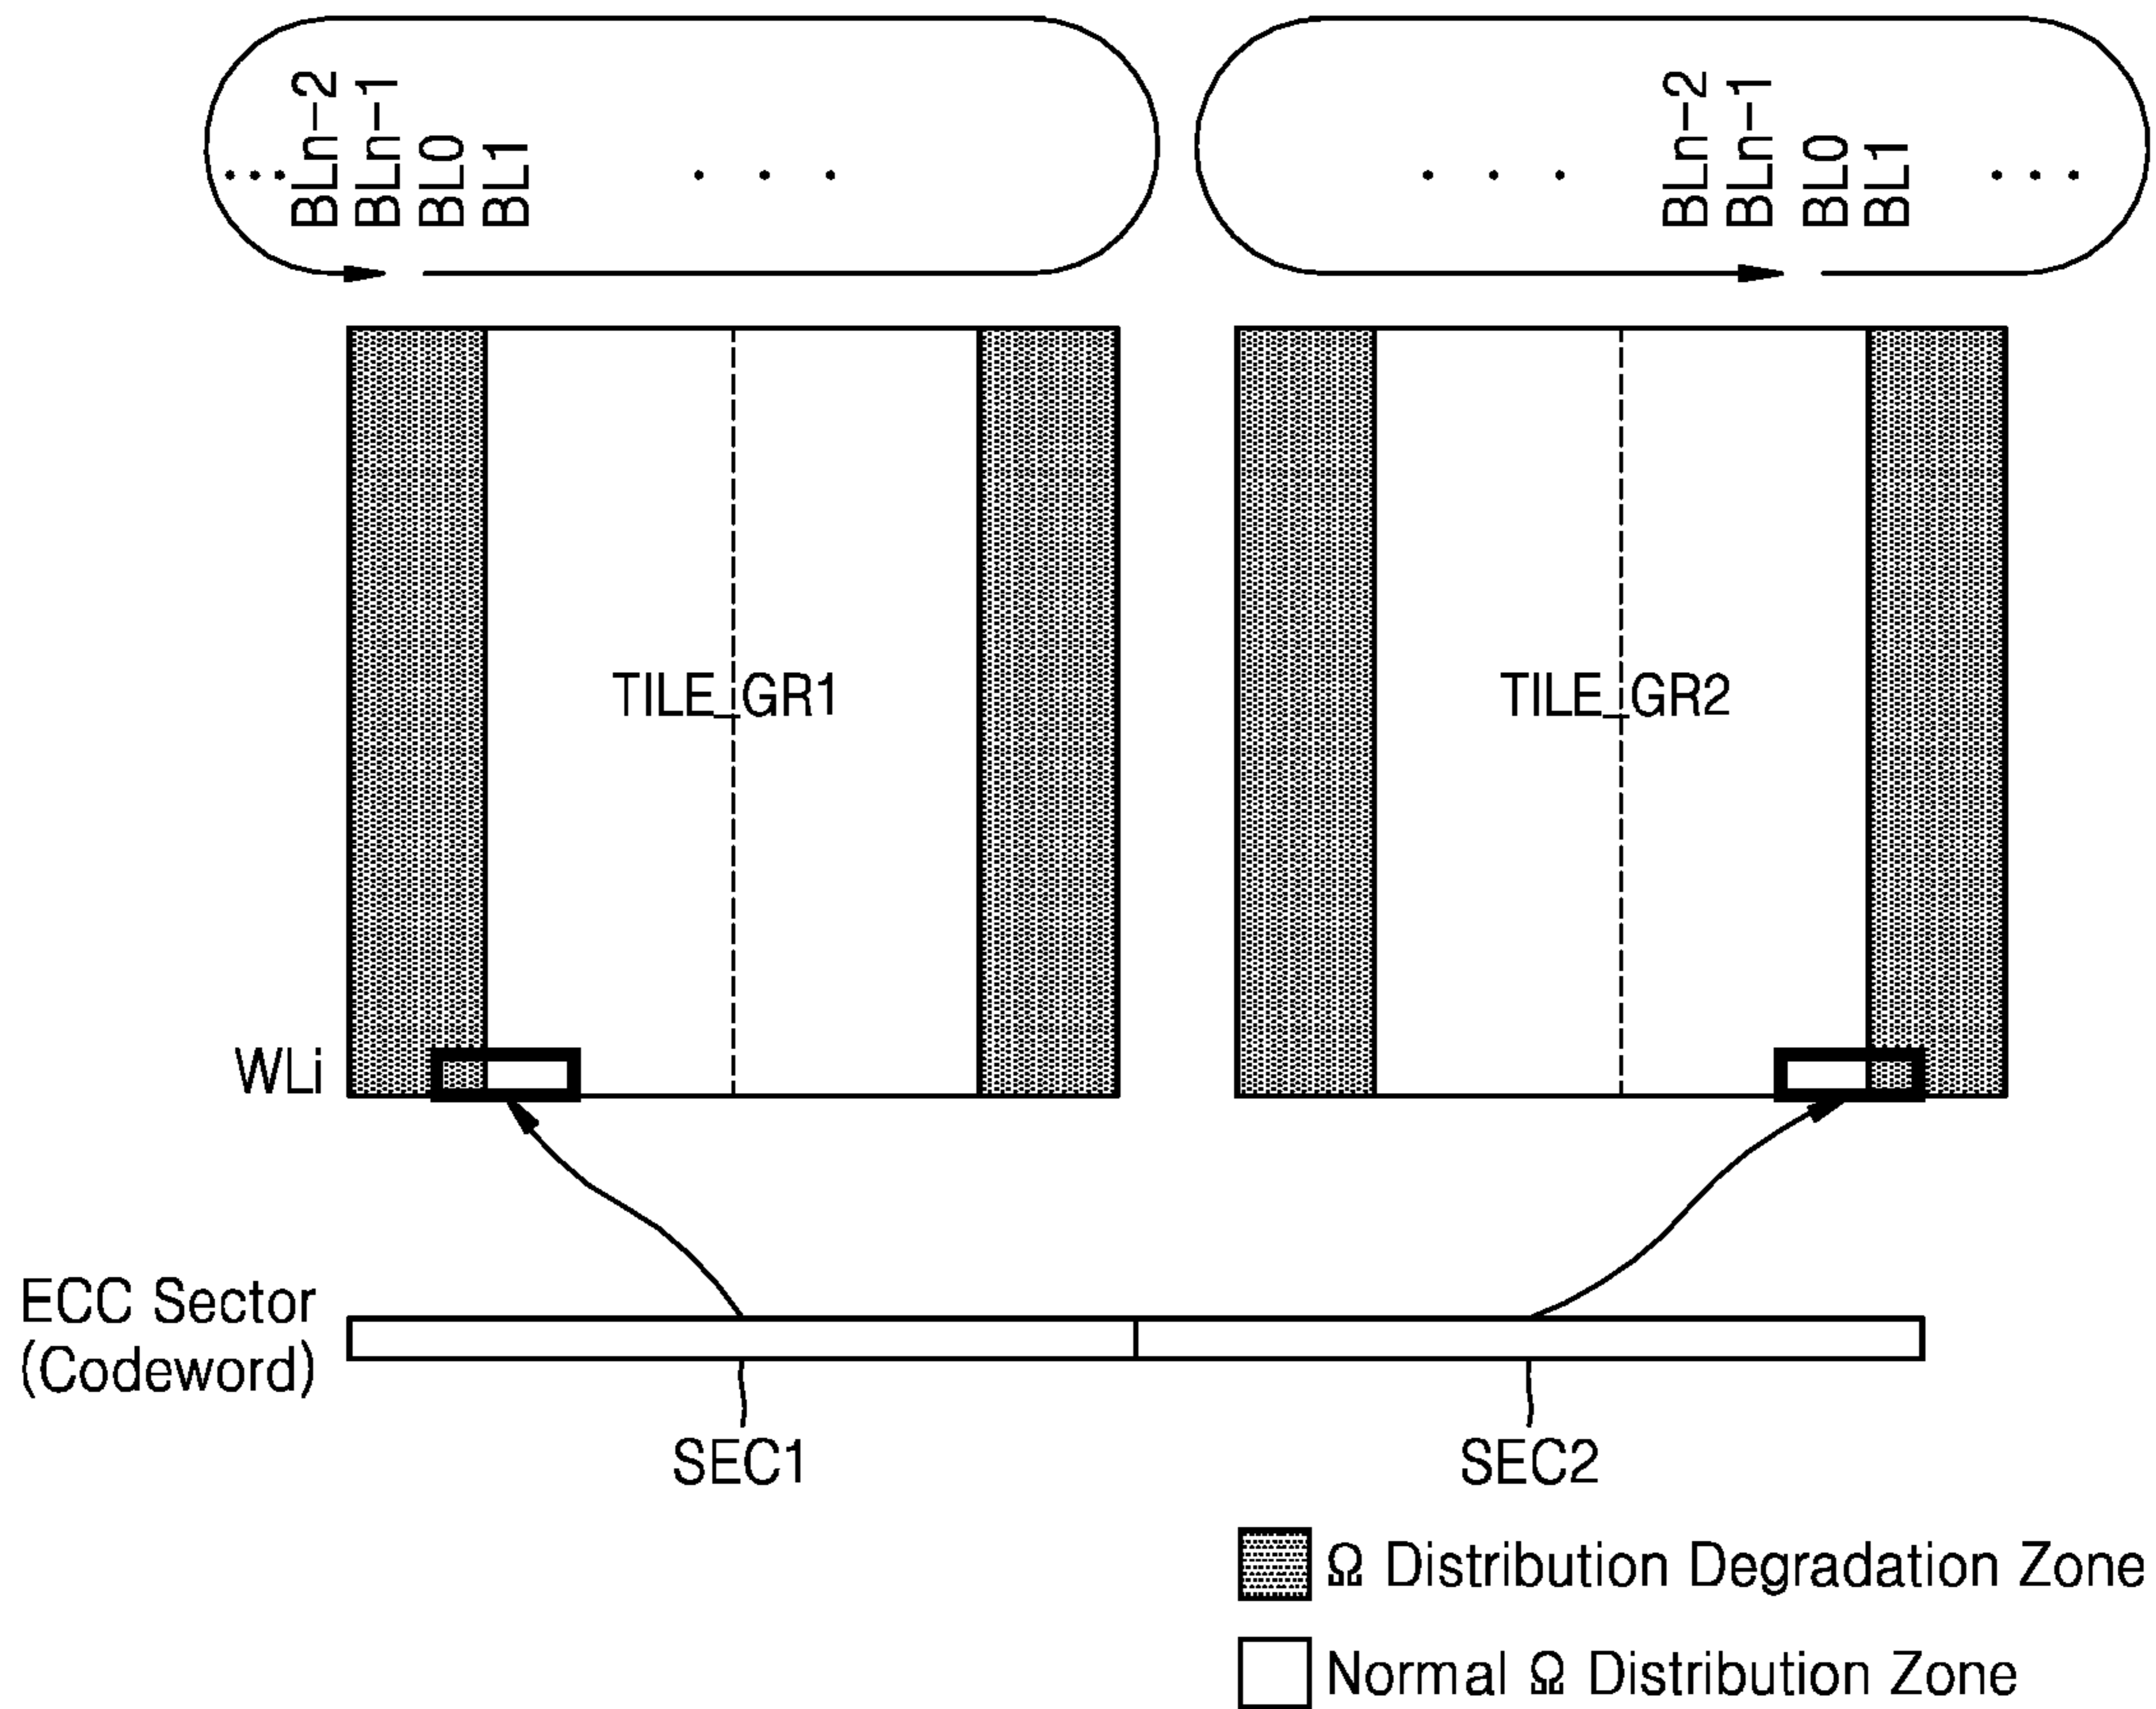 BLn-2
BLn-1
BL0
BL1
BLn-2
BLn-1
BL0
BL1
TILE_GR1
TILE_GR2
WLi
ECC Sector
(Codeword)
SEC1
SEC2
Ω Distribution Degradation Zone
Normal Ω Distribution Zone